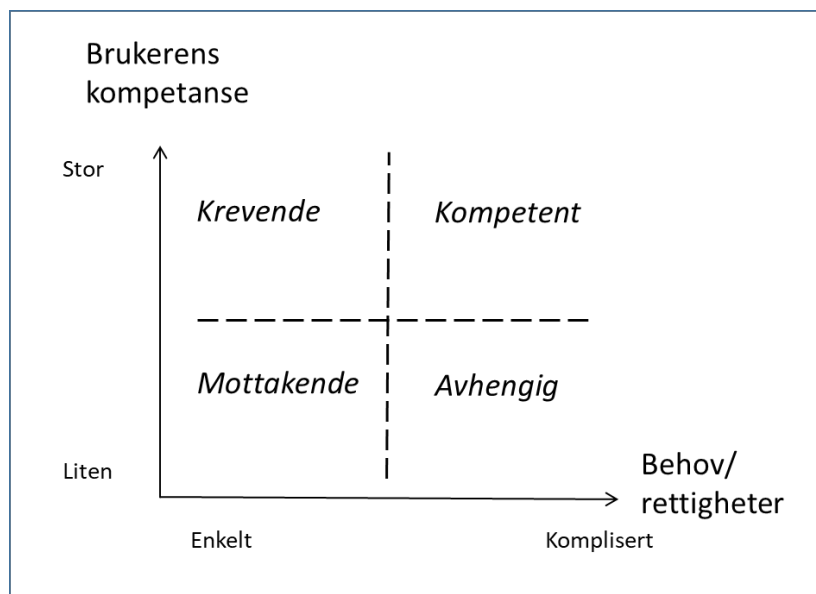 Brukerens
kompetanse
Stor
Krevende
Kompetent
Mottakende
Avhengig
Liten
Behov/
rettigheter
Enkelt
Komplisert